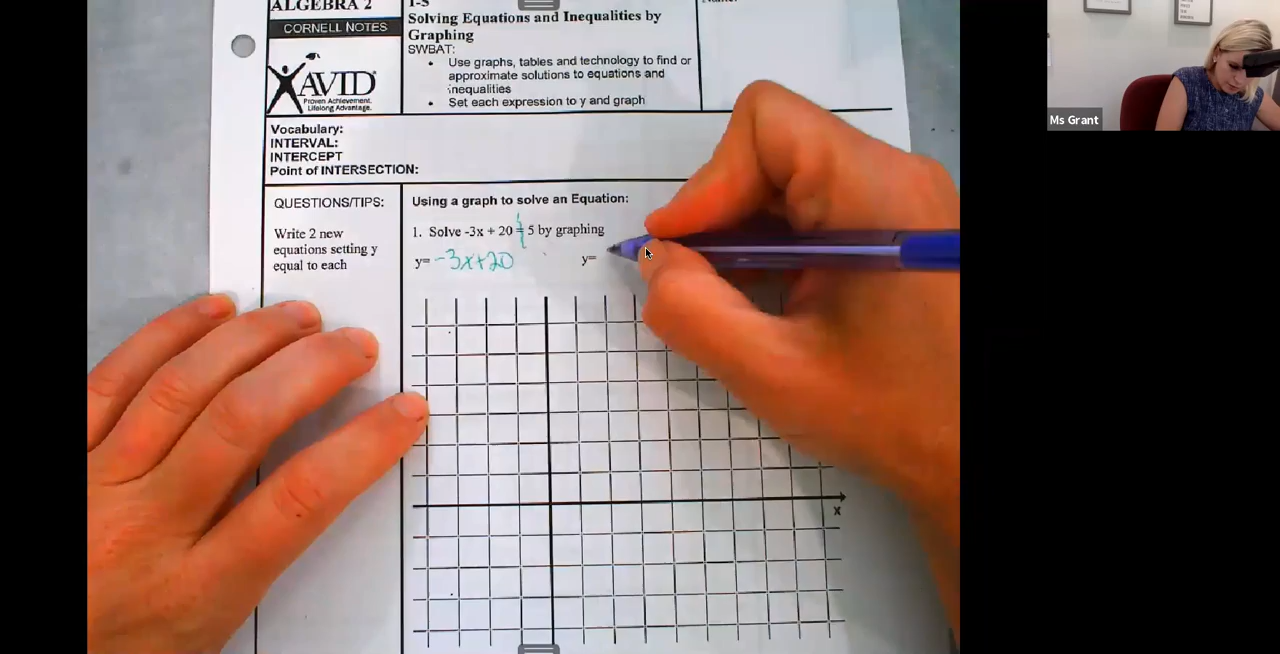 ALGEBRA 2
1-5
CORNELL NOTES
Solving Equations and Inequalities by
Graphing
SWBAT:
• Use graphs, tables and technology to find or
approximate solutions to equations and
inequalities
• Set each expression to y and graph
AVID
Proven Achievement.
Lifelong Advantage.
Vocabulary:
INTERVAL:
INTERCEPT
Point of INTERSECTION:
QUESTIONS/TIPS:
Write 2 new
equations setting y
equal to each
Using a graph to solve an Equation:
1. Solve -3x + 20 = 5 by graphing
y= -3x+20
y=
x
Ms Grant